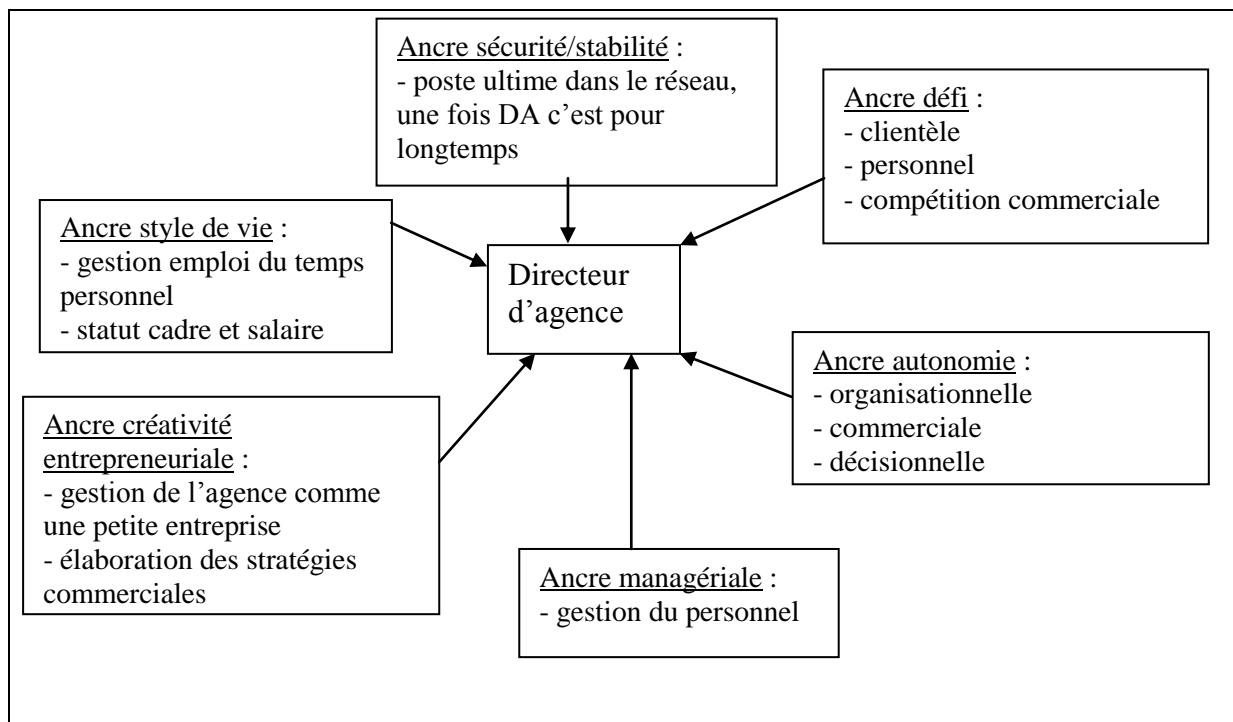 Ancre sécurité/stabilité :
- poste ultime dans le réseau,
une fois DA c’est pour
longtemps
Ancre défi :
- clientèle
- personnel
- compétition commerciale
Ancre style de vie :
- gestion emploi du temps
personnel
- statut cadre et salaire
Directeur
d’agence
Ancre autonomie :
- organisationnelle
- commerciale
- décisionnelle
Ancre créativité
entrepreneuriale :
- gestion de l’agence comme
une petite entreprise
- élaboration des stratégies
commerciales
Ancre managériale :
- gestion du personnel